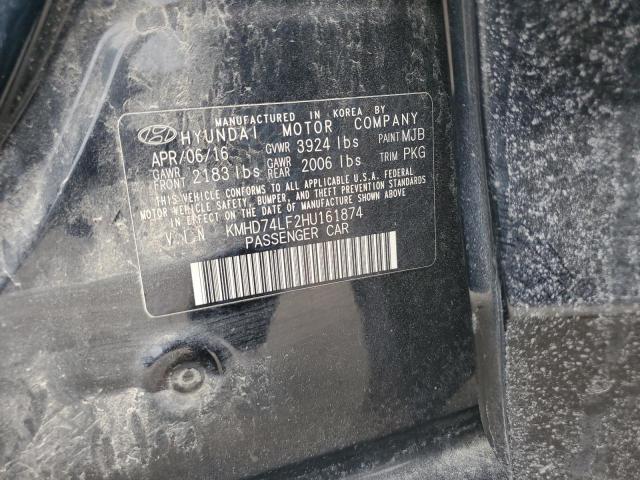 MANUFACTURED IN KOREA BY
HYUNDAI MOTOR COMPANY
APR/06/16 GVWR 3924 lbs PAINT MJB
GAWR FRONT 2183 lbs GAWR REAR 2006 lbs TRIM PKG
THIS VEHICLE CONFORMS TO ALL APPLICABLE U.S.A. FEDERAL
MOTOR VEHICLE SAFETY, BUMPER, AND THEFT PREVENTION STANDARDS
IN EFFECT ON THE DATE OF MANUFACTURE SHOWN ABOVE.
V.I.N KMHD74LF2HU161874
PASSENGER CAR